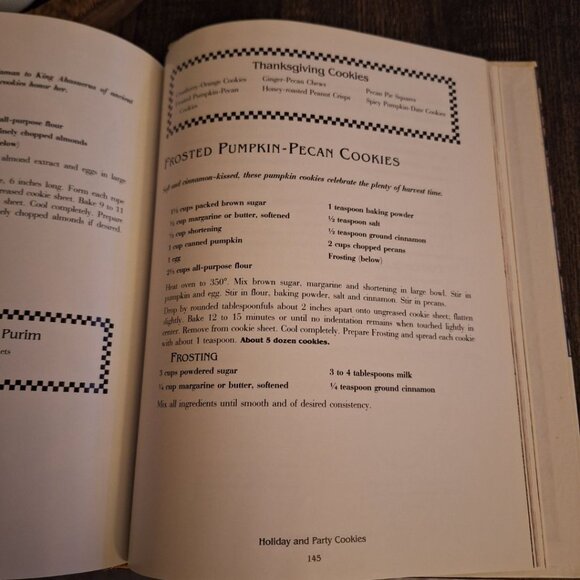 amas to King Ahasuerus of ancient
cookies honor her.
all-purpose flour
finely chopped almonds
(below)
almond extract and eggs in large
e, 6 inches long. Form each rope
greased cookie sheet. Bake 9 to 11
sheet. Cool completely. Prepare
ely chopped almonds if desired.
Purim
ets
Thanksgiving Cookies
Cranberry-Orange Cookies
Frosted Pumpkin-Pecan
Cookies
Ginger-Pecan Chews
Honey-roasted Peanut Crisps
Pecan Pie Squares
Spicy Pumpkin-Date Cookies
FROSTED PUMPKIN-PECAN COOKIES
Soft and cinnamon-kissed, these pumpkin cookies celebrate the plenty of harvest time.
cups packed brown sugar
cup margarine or butter, softened
cup shortening
1 cup canned pumpkin
1 egg
cups all-purpose flour
1 teaspoon baking powder
½ teaspoon salt
½ teaspoon ground cinnamon
2 cups chopped pecans
Frosting (below)
Heat oven to 350°. Mix brown sugar, margarine and shortening in large bowl. Stir in
pumpkin and egg. Stir in flour, baking powder, salt and cinnamon. Stir in pecans.
Drop by rounded tablespoonfuls about 2 inches apart onto ungreased cookie sheet; flatten
slightly. Bake 12 to 15 minutes or until no indentation remains when touched lightly in
center. Remove from cookie sheet. Cool completely. Prepare Frosting and spread each cookie
with about 1 teaspoon. About 5 dozen cookies.
FROSTING
3 cups powdered sugar
¼ cup margarine or butter, softened
3 to 4 tablespoons milk
¼ teaspoon ground cinnamon
Mix all ingredients until smooth and of desired consistency.
Holiday and Party Cookies
145